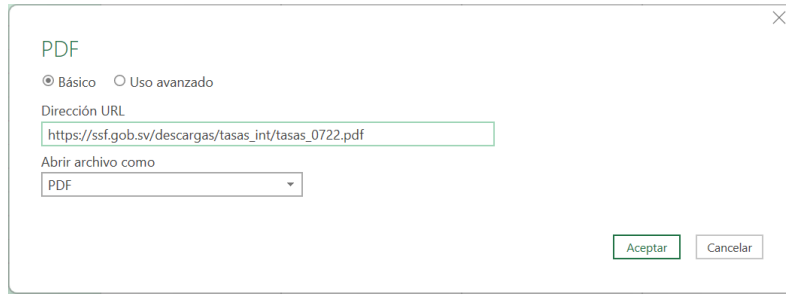 PDF
Básico Uso avanzado
Dirección URL
https://ssf.gob.sv/descargas/tasas_int/tasas_0722.pdf
Abrir archivo como
PDF
Aceptar Cancelar